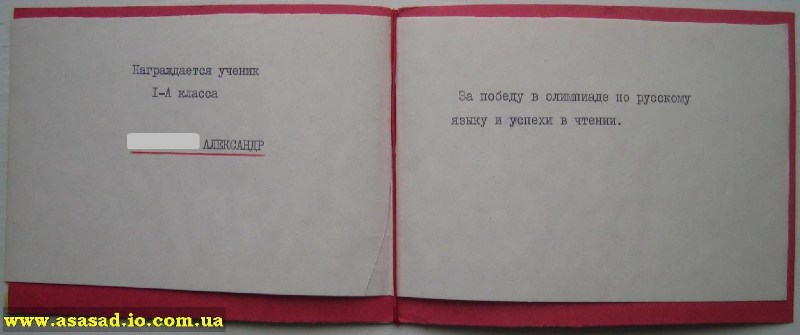 Награждается ученик
I-А класса
АЛЕКСАНДР
За победу в олимпиаде по русскому
языку и успехи в чтении.
www.asasad.io.com.ua